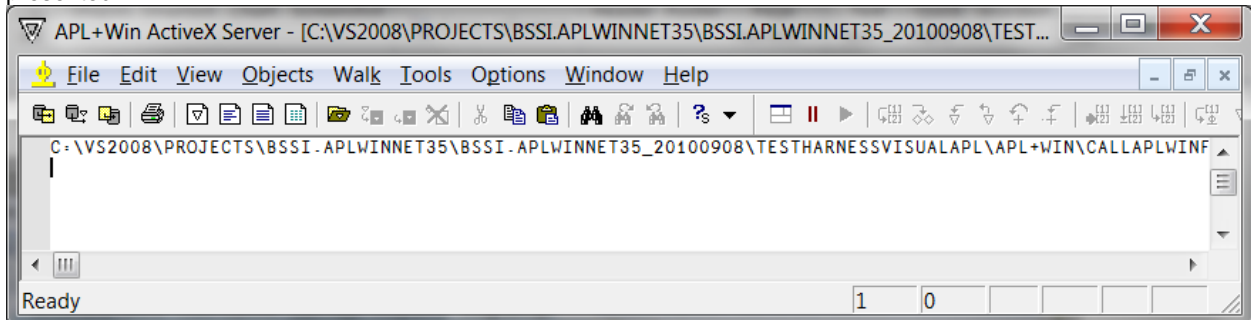 APL+Win ActiveX Server - [C:\VS2008\PROJECTS\BSSI.APLWINNET35\BSSI.APLWINNET35_20100908\TEST...
File Edit View Objects Walk Tools Options Window Help
C:\VS2008\PROJECTS\BSSI.APLWINNET35\BSSI.APLWINNET35_20100908\TESTHARNESSVISUALAPL\APL+WIN\CALLAPLWINF
Ready 1 0